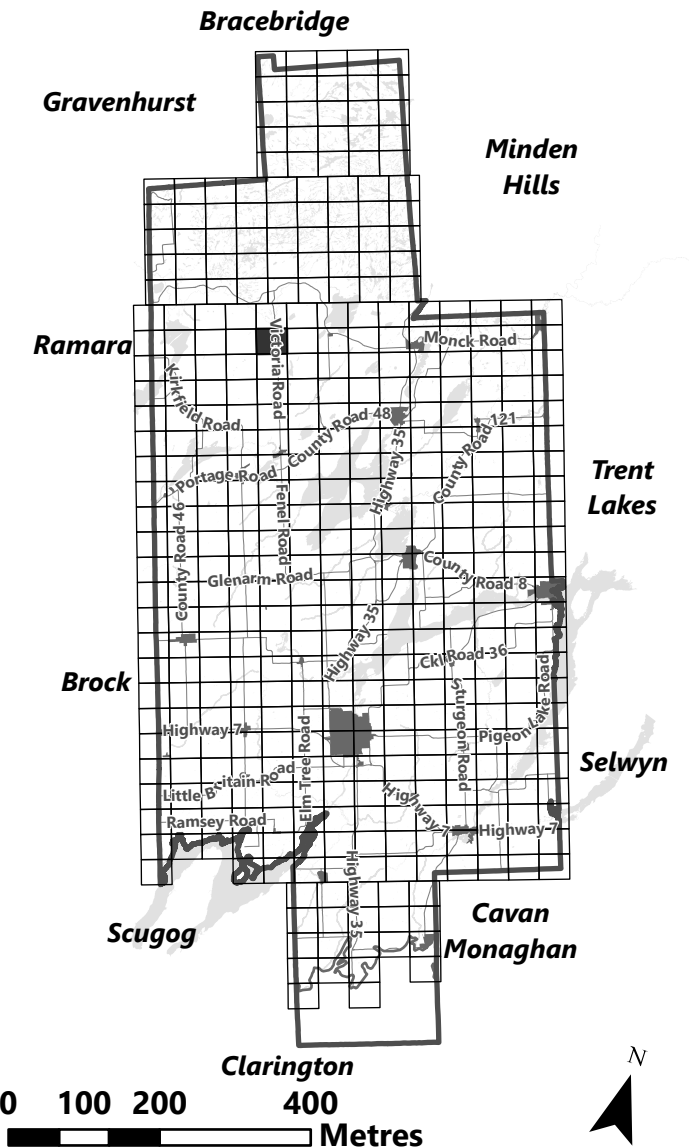 Bracebridge
Gravenhurst
Minden
Hills
Ramara
Victoria Road
Monck Road
Kirkfield Road
County Road 48
County Road 121
Highway 35
Portage Road
Trent
Lakes
Fenel Road
County Road 46
Glenarm Road
County Road 8
Highway 35
Ckl Road 36
Brock
Sturgeon Road
Pigeon Lake Road
Highway 7
Elm Tree Road
Selwyn
Little Britain Road
Highway 7
Ramsey Road
Highway 7
Highway 35
Scugog
Cavan
Monaghan
Clarington
N
0 100 200 400
Metres